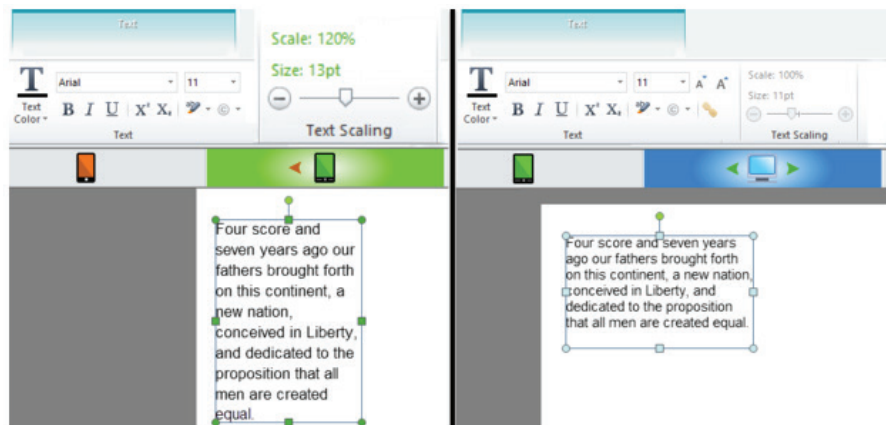 Text
Scale: 120%
Size: 13pt
Arial
11
T
Text
Color
B I U X² X₂
©
Text
Text Scaling
Four score and
seven years ago our
fathers brought forth
on this continent, a
new nation,
conceived in Liberty,
and dedicated to the
proposition that all
men are created
equal.
Text
T
Arial
11
A A
Scale: 100%
Size: 11pt
Text
Color
B I U X² X₂
©
Text
Text Scaling
Four score and seven years
ago our fathers brought forth
on this continent, a new nation,
conceived in Liberty, and
dedicated to the proposition
that all men are created equal.